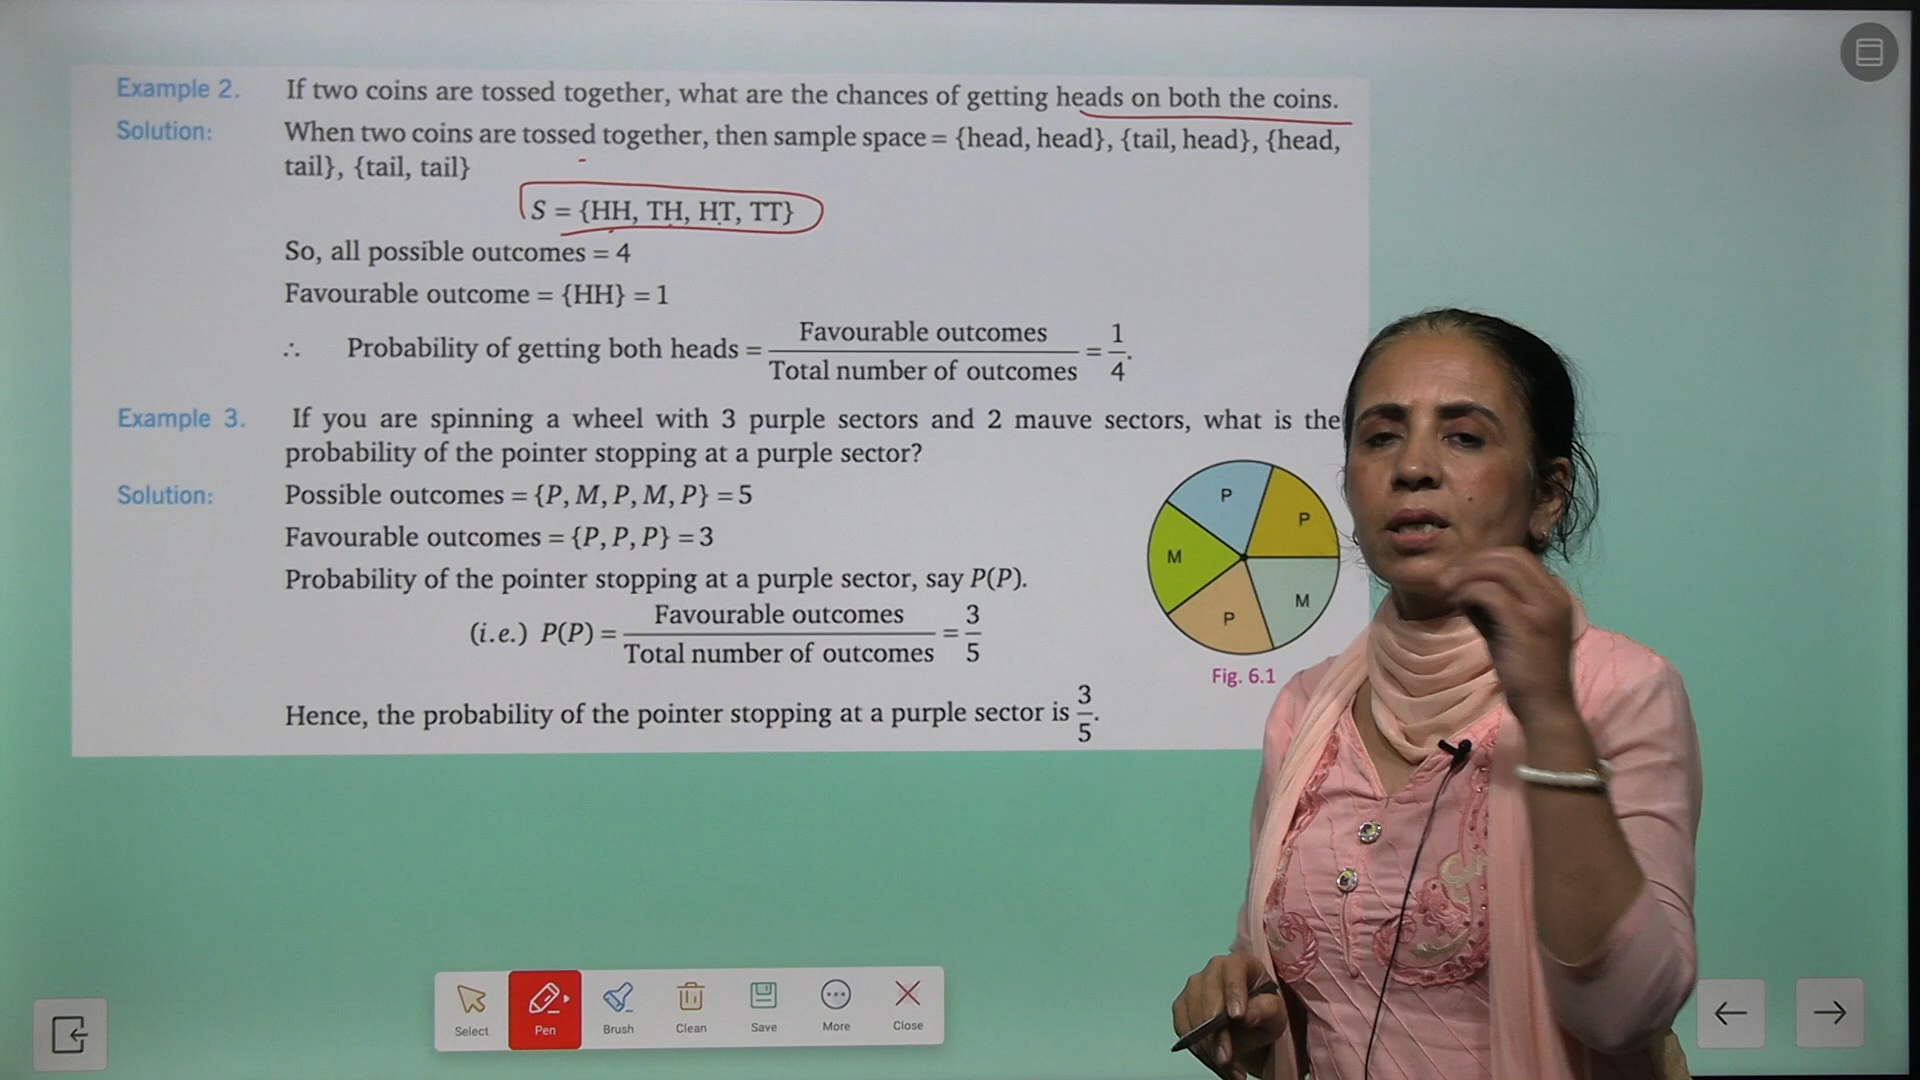 Example 2. If two coins are tossed together, what are the chances of getting heads on both the coins.
Solution: When two coins are tossed together, then sample space = {head, head}, {tail, head}, {head,
tail}, {tail, tail}
S = {HH, TH, HT, TT}
So, all possible outcomes = 4
Favourable outcome = {HH} = 1
∴ Probability of getting both heads = Favourable outcomes / Total number of outcomes = 1/4.
Example 3. If you are spinning a wheel with 3 purple sectors and 2 mauve sectors, what is the
probability of the pointer stopping at a purple sector?
Solution: Possible outcomes = {P, M, P, M, P} = 5
Favourable outcomes = {P, P, P} = 3
Probability of the pointer stopping at a purple sector, say P(P).
(i.e.) P(P) = Favourable outcomes / Total number of outcomes = 3/5
Hence, the probability of the pointer stopping at a purple sector is 3/5.
P
P
M
M
P
Fig. 6.1
Select Pen Brush Clean Save More Close